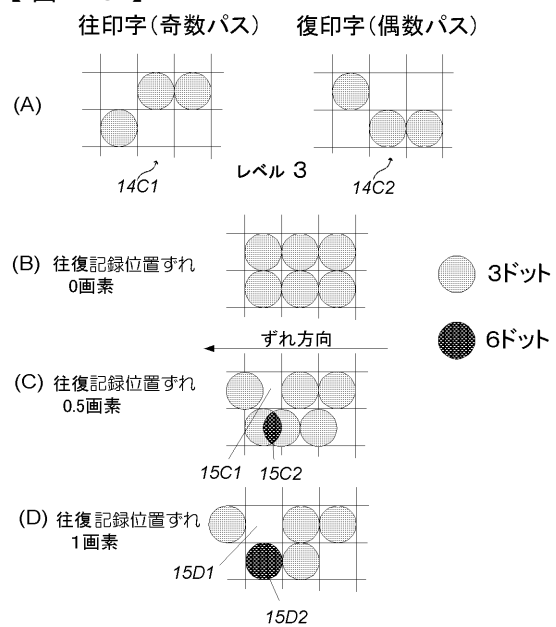 往印字(奇数パス) 復印字(偶数パス)
(A)
14C1
レベル 3
14C2
(B) 往復記録位置ずれ
0画素
3ドット
6ドット
ずれ方向
(C) 往復記録位置ずれ
0.5画素
15C1 15C2
(D) 往復記録位置ずれ
1画素
15D1
15D2